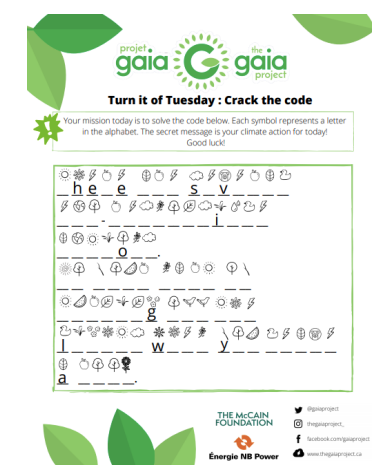 projet
gaia
the
gaia
project
Turn it of Tuesday : Crack the code
Your mission today is to solve the code below. Each symbol represents a letter
in the alphabet. The secret message is your climate action for today!
Good luck!
h e e s v
- i
o .
g
l w y
a .
THE McCAIN
FOUNDATION
Énergie NB Power
@gaiaproject
thegaiaproject_
facebook.com/gaiaproject
www.thegaiaproject.ca